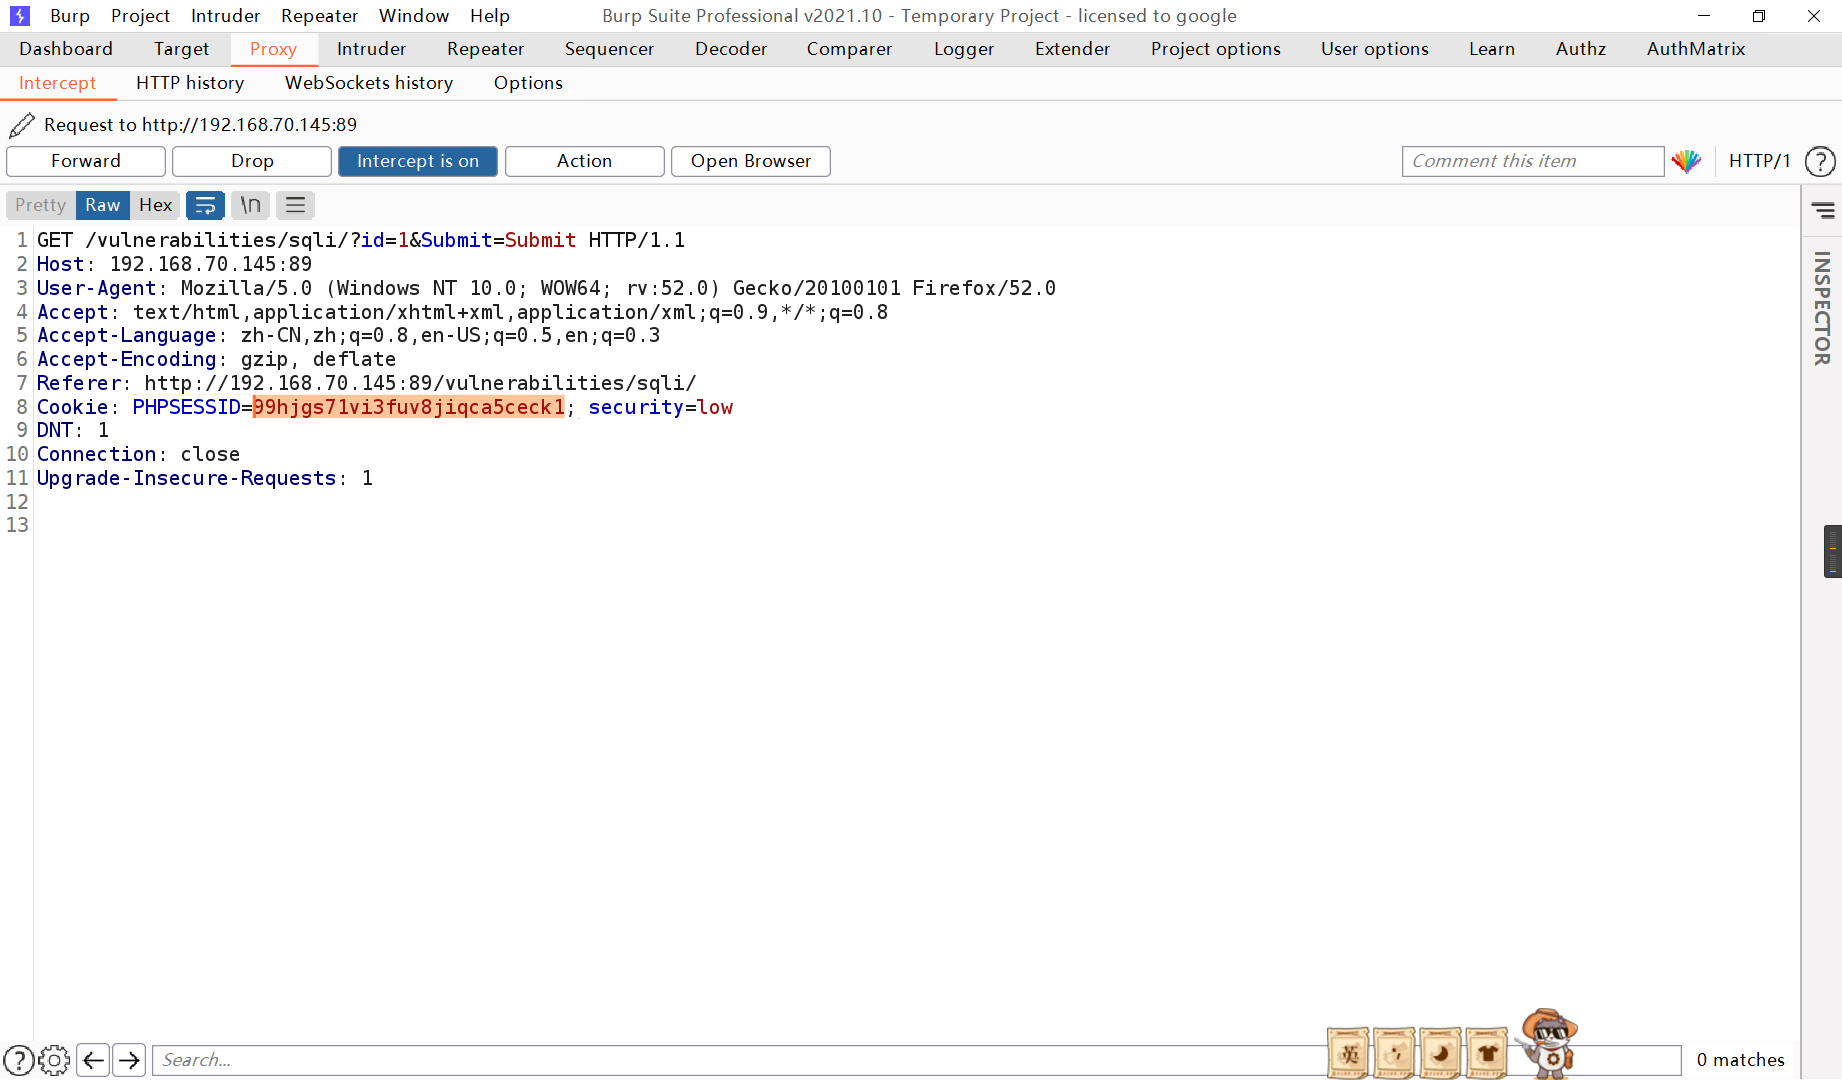 Burp Project Intruder Repeater Window Help Burp Suite Professional v2021.10 - Temporary Project - licensed to google
Dashboard Target Proxy Intruder Repeater Sequencer Decoder Comparer Logger Extender Project options User options Learn Authz AuthMatrix
Intercept HTTP history WebSockets history Options
Request to http://192.168.70.145:89
Forward Drop Intercept is on Action Open Browser Comment this item HTTP/1 ?
Pretty Raw Hex \n
1 GET /vulnerabilities/sqli/?id=1&Submit=Submit HTTP/1.1
2 Host: 192.168.70.145:89
3 User-Agent: Mozilla/5.0 (Windows NT 10.0; WOW64; rv:52.0) Gecko/20100101 Firefox/52.0
4 Accept: text/html,application/xhtml+xml,application/xml;q=0.9,*/*;q=0.8
5 Accept-Language: zh-CN,zh;q=0.8,en-US;q=0.5,en;q=0.3
6 Accept-Encoding: gzip, deflate
7 Referer: http://192.168.70.145:89/vulnerabilities/sqli/
8 Cookie: PHPSESSID=99hjgs71vi3fuv8jiqca5ceck1; security=low
9 DNT: 1
10 Connection: close
11 Upgrade-Insecure-Requests: 1
12
13
INSPECTOR
? Search... 英 0 matches